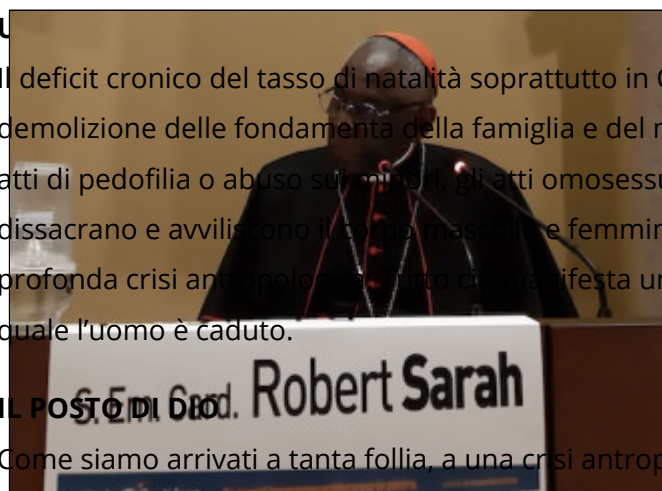 Il deficit cronico del tasso di natalità soprattutto in
demolizione delle fondamenta della famiglia e del
atti di pedofilia o abuso sui minori, gli atti omosessu
dissacrano e avviliscono il corpo maschile e femmin
profonda crisi antropologica. Tutto ciò manifesta un
quale l’uomo è caduto.
S. Em. Card. Robert Sarah
IL POSTO DI DIO
Come siamo arrivati a tanta follia, a una crisi antrop